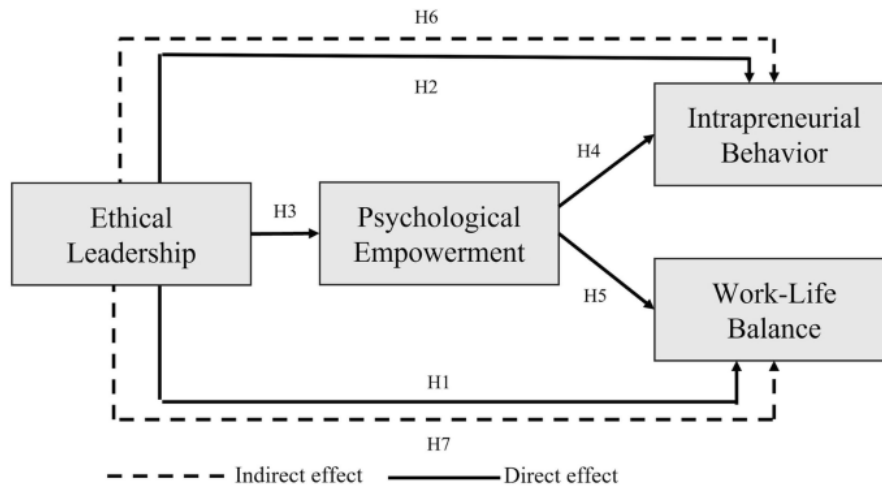 H6
H2
Intrapreneurial
Behavior
H4
Ethical
Leadership
H3
Psychological
Empowerment
H5
Work-Life
Balance
H1
H7
Indirect effect
Direct effect